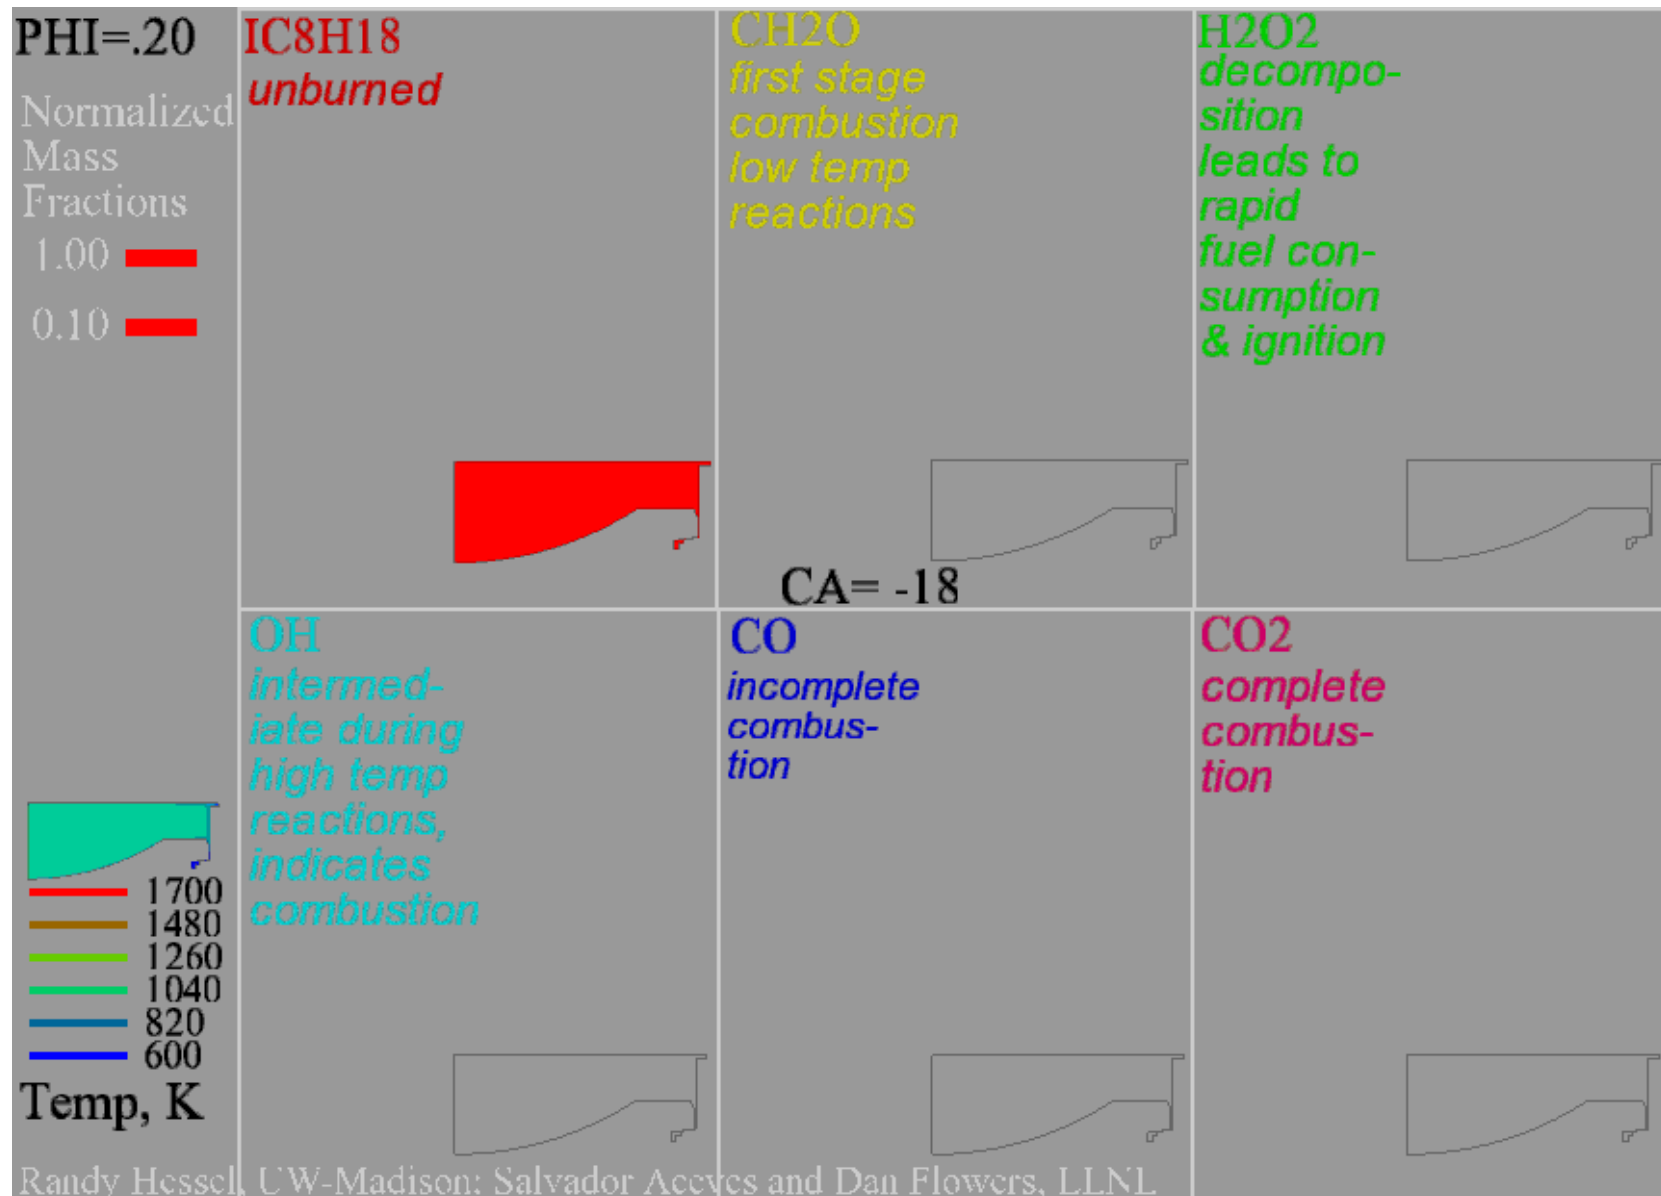 PHI=.20
Normalized
Mass
Fractions
1.00
0.10
1700
1480
1260
1040
820
600
Temp, K
IC8H18
unburned
CH2O
first stage
combustion
low temp
reactions
H2O2
decompo-
sition
leads to
rapid
fuel con-
sumption
& ignition
CA= -18
OH
intermed-
iate during
high temp
reactions,
indicates
combustion
CO
incomplete
combus-
tion
CO2
complete
combus-
tion
Randy Hessel, UW-Madison; Salvador Aceves and Dan Flowers, LLNL